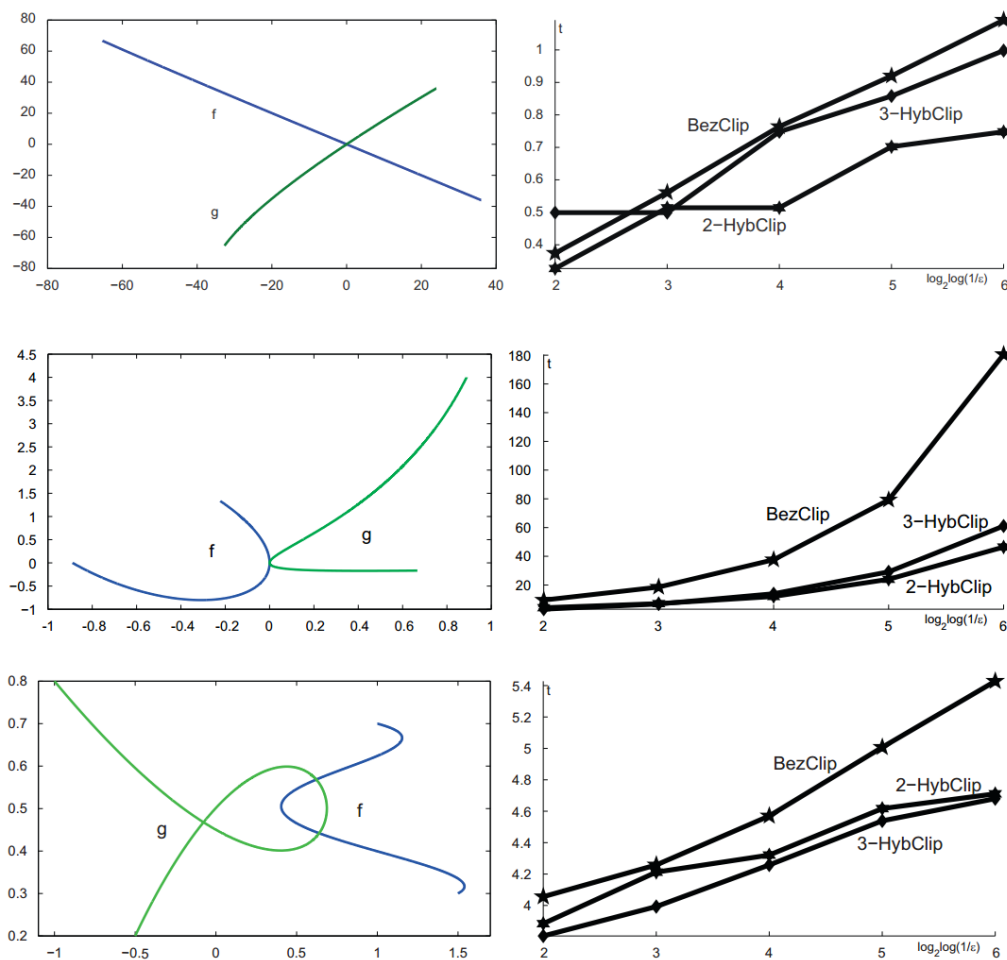 80
60
40
20
0
−20
−40
−60
−80
−80 −60 −40 −20 0 20 40
f
g
t
1
0.9
0.8
0.7
0.6
0.5
0.4
2 3 4 5 6
BezClip
3−HybClip
2−HybClip
log2log(1/ε)
4.5
4
3.5
3
2.5
2
1.5
1
0.5
0
−0.5
−1
−1 −0.8 −0.6 −0.4 −0.2 0 0.2 0.4 0.6 0.8 1
f
g
180
t
160
140
120
100
80
60
40
20
2 3 4 5 6
BezClip
3−HybClip
2−HybClip
log2log(1/ε)
0.8
0.7
0.6
0.5
0.4
0.3
0.2
−1 −0.5 0 0.5 1 1.5
g
f
5.4
t
5.2
5
4.8
4.6
4.4
4.2
4
2 3 4 5 6
BezClip
2−HybClip
3−HybClip
log2log(1/ε)